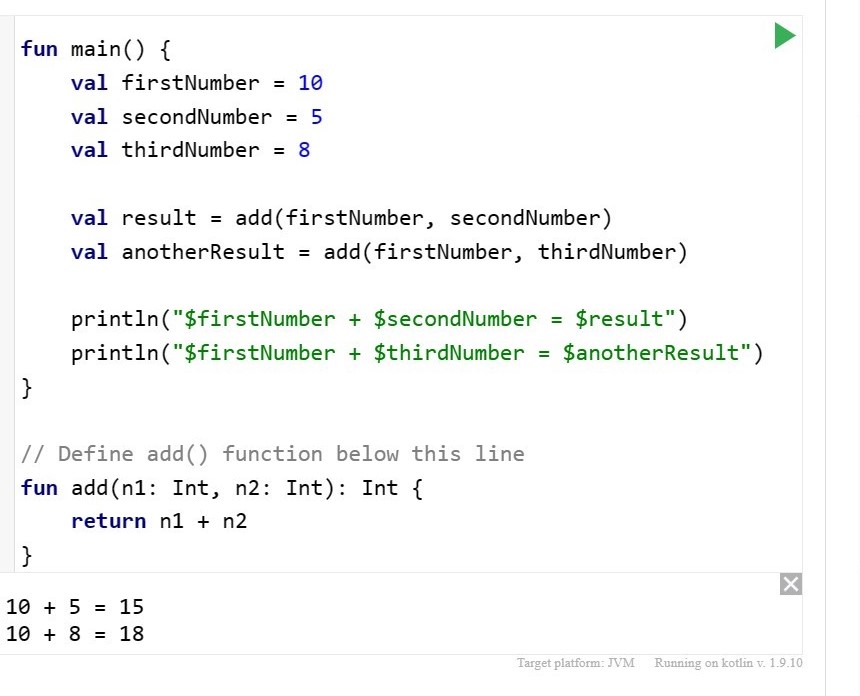 fun main() {
    val firstNumber = 10
    val secondNumber = 5
    val thirdNumber = 8

    val result = add(firstNumber, secondNumber)
    val anotherResult = add(firstNumber, thirdNumber)

    println("$firstNumber + $secondNumber = $result")
    println("$firstNumber + $thirdNumber = $anotherResult")
}

// Define add() function below this line
fun add(n1: Int, n2: Int): Int {
    return n1 + n2
}
10 + 5 = 15
10 + 8 = 18
Target platform: JVM Running on kotlin v. 1.9.10